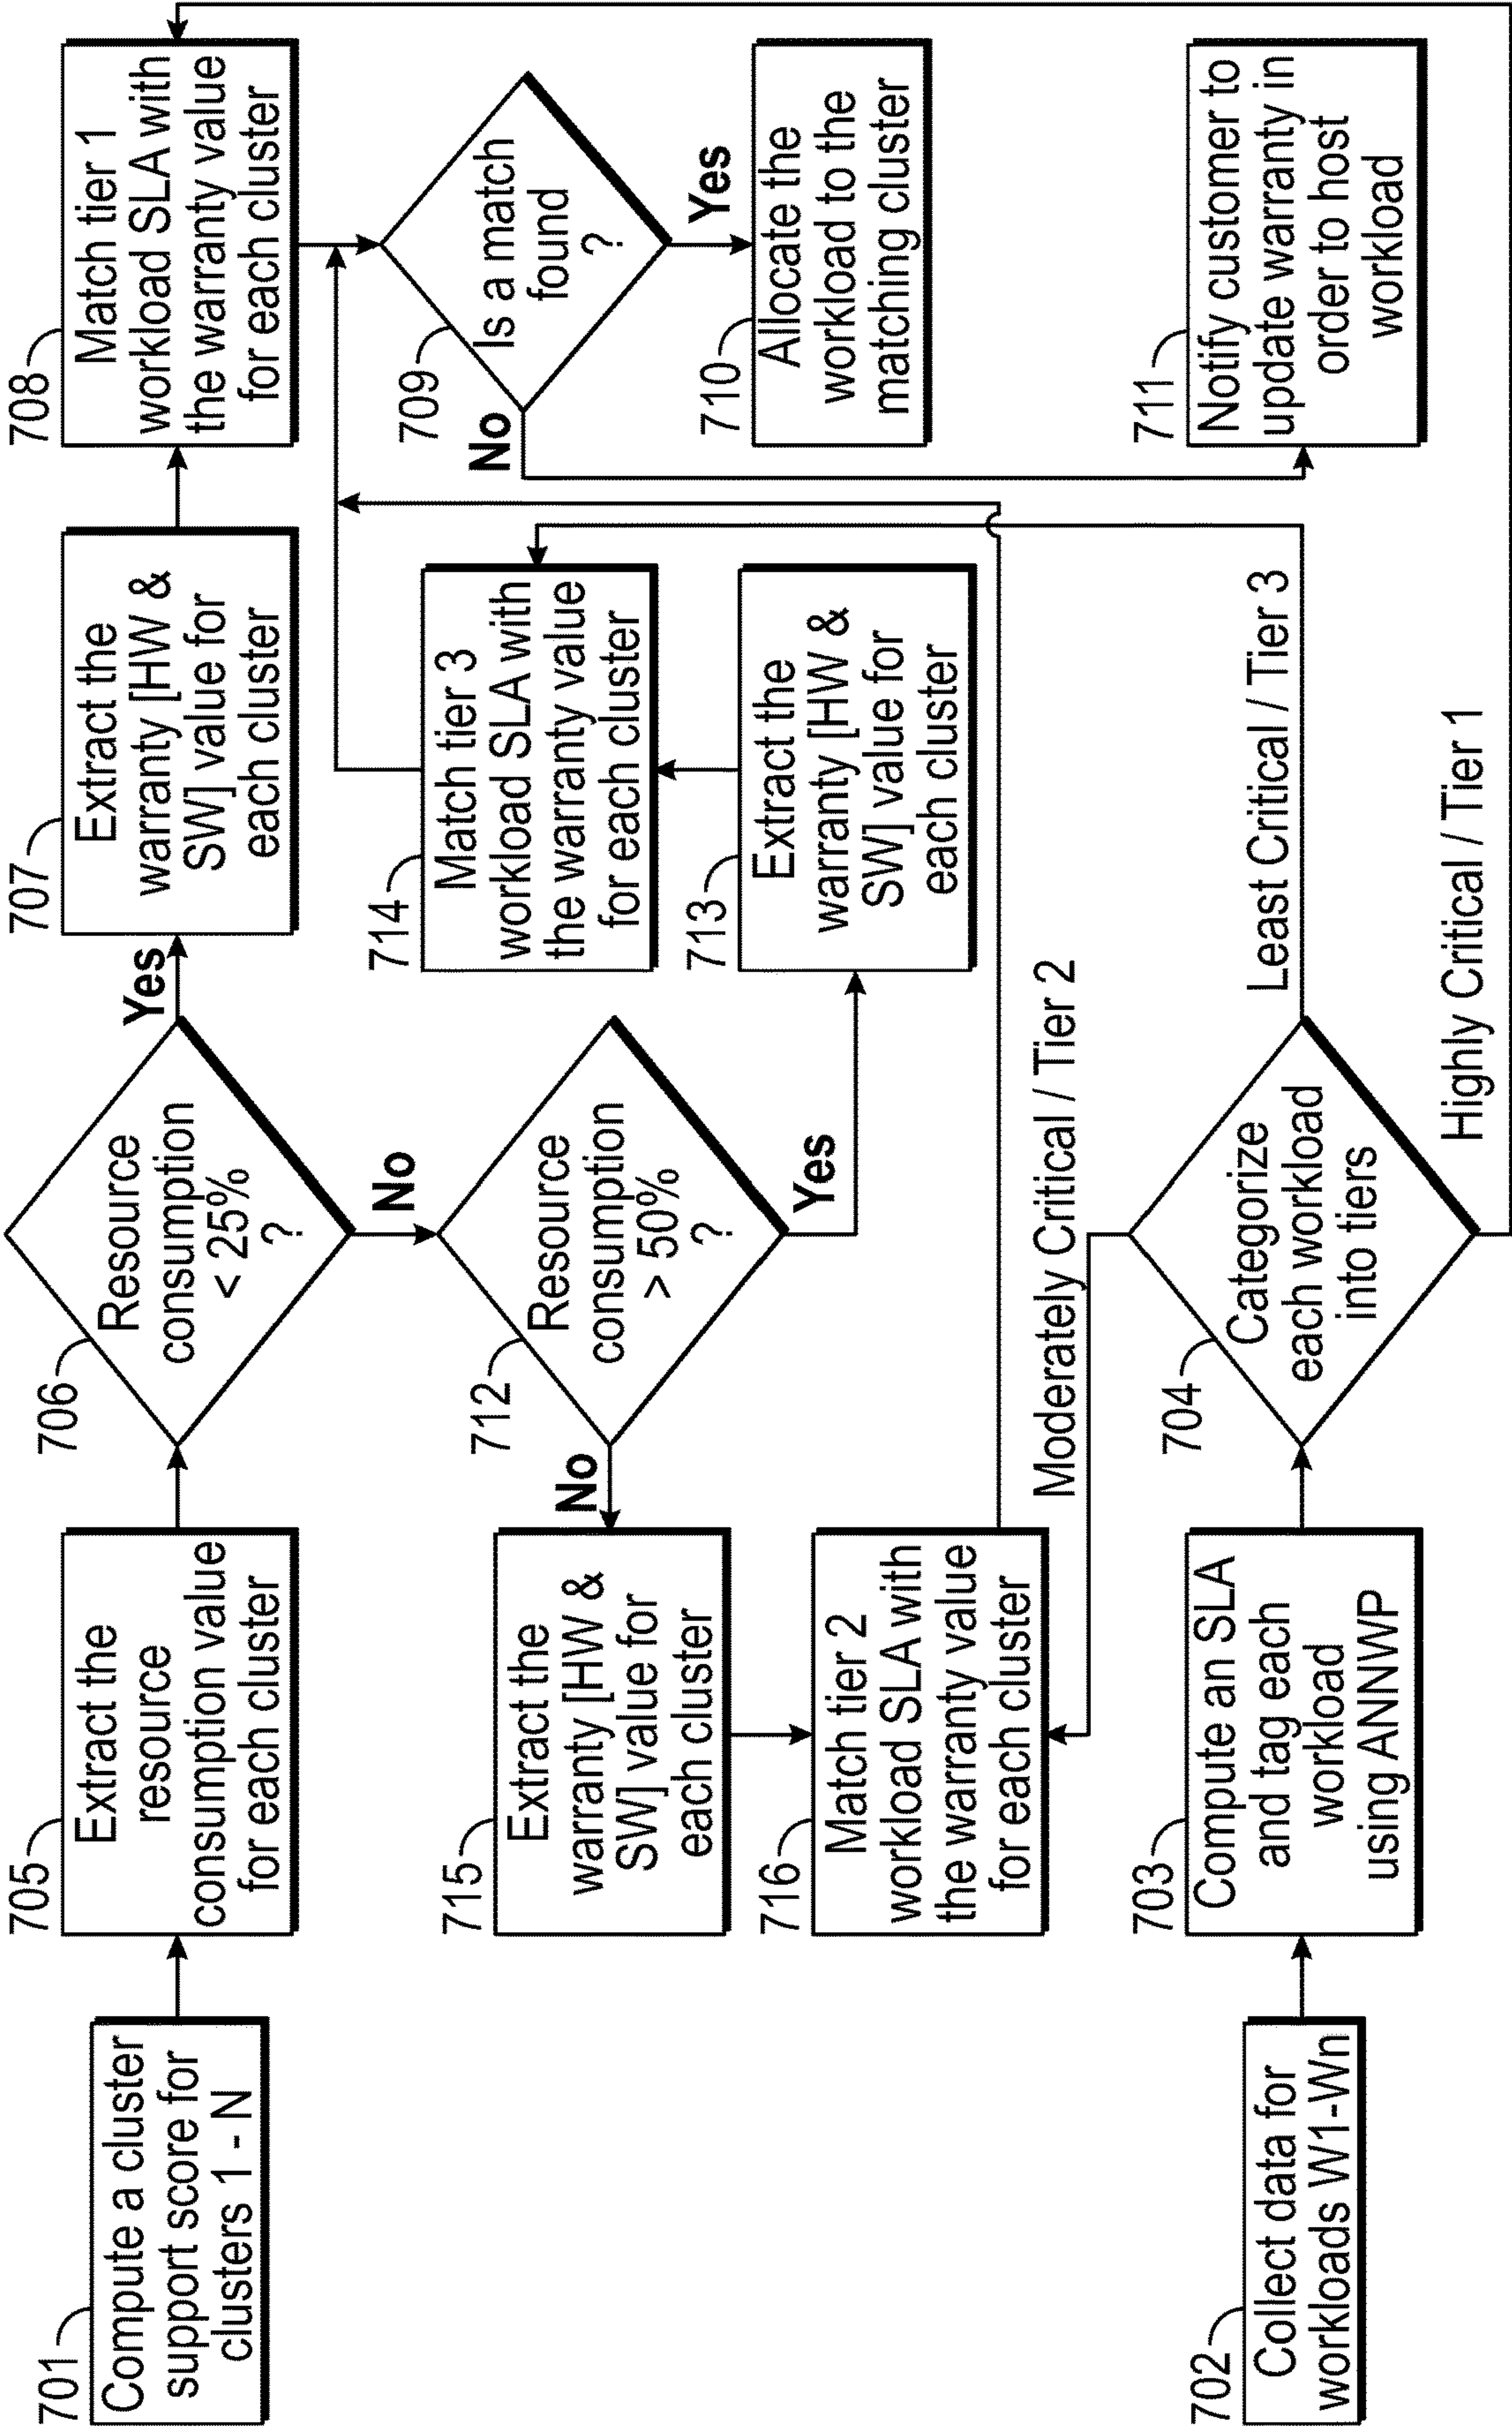 701
Compute a cluster
support score for
clusters 1 - N
705
Extract the
resource
consumption value
for each cluster
706
Resource
consumption
< 25%
?
Yes
707
Extract the
warranty [HW &
SW] value for
each cluster
708
Match tier 1
workload SLA with
the warranty value
for each cluster
No
712
Resource
consumption
> 50%
?
No
Yes
715
Extract the
warranty [HW &
SW] value for
each cluster
716
Match tier 2
workload SLA with
the warranty value
for each cluster
714
Match tier 3
workload SLA with
the warranty value
for each cluster
713
Extract the
warranty [HW &
SW] value for
each cluster
709
Is a match
found
?
No
Yes
710
Allocate the
workload to the
matching cluster
711
Notify customer to
update warranty in
order to host
workload
702
Collect data for
workloads W1-Wn
703
Compute an SLA
and tag each
workload
using ANNWP
704
Categorize
each workload
into tiers
Moderately Critical / Tier 2
Least Critical / Tier 3
Highly Critical / Tier 1